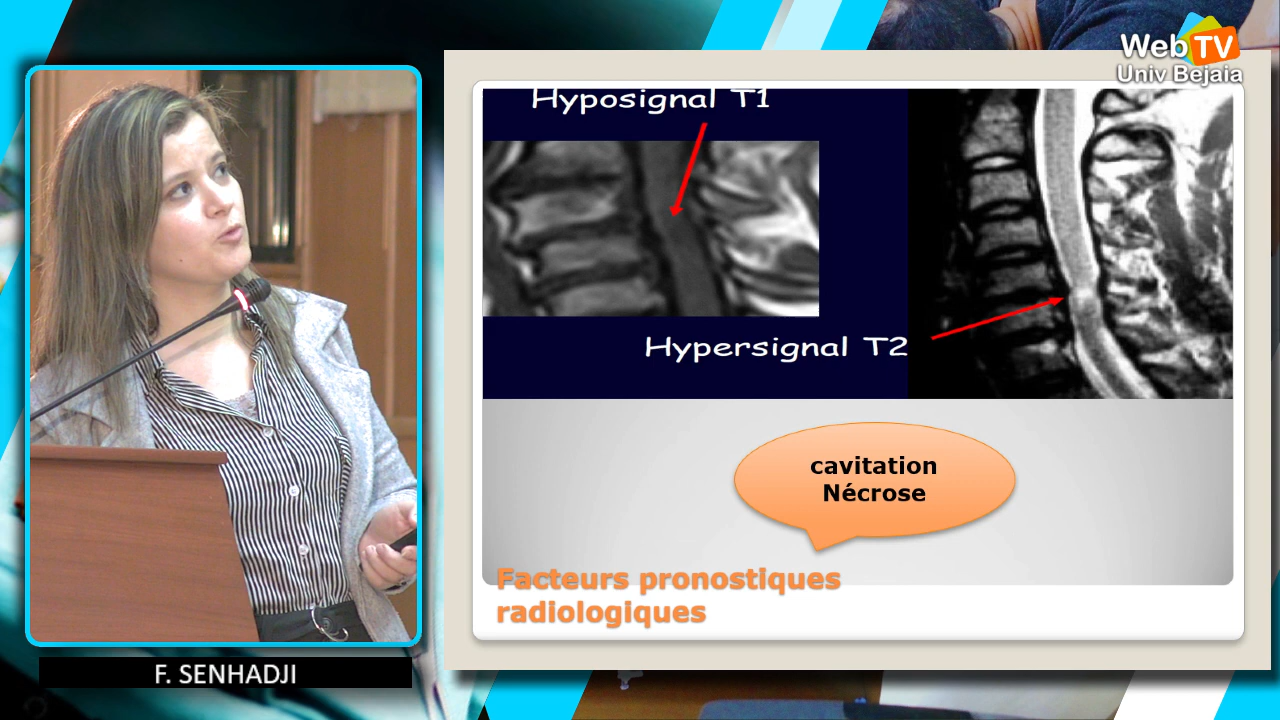 Web TV
Univ Bejaia
Hyposignal T1
Hypersignal T2
cavitation
Nécrose
Facteurs pronostiques
radiologiques
F. SENHADJI